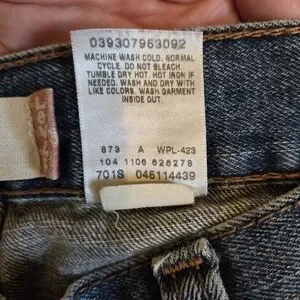 039307953092
MACHINE WASH COLD. NORMAL
CYCLE. DO NOT BLEACH.
TUMBLE DRY HOT. HOT IRON IF
NEEDED. WASH AND DRY WITH
LIKE COLORS. WASH GARMENT
INSIDE OUT.
873 A WPL-423
104 1106 626278
701S 045114439